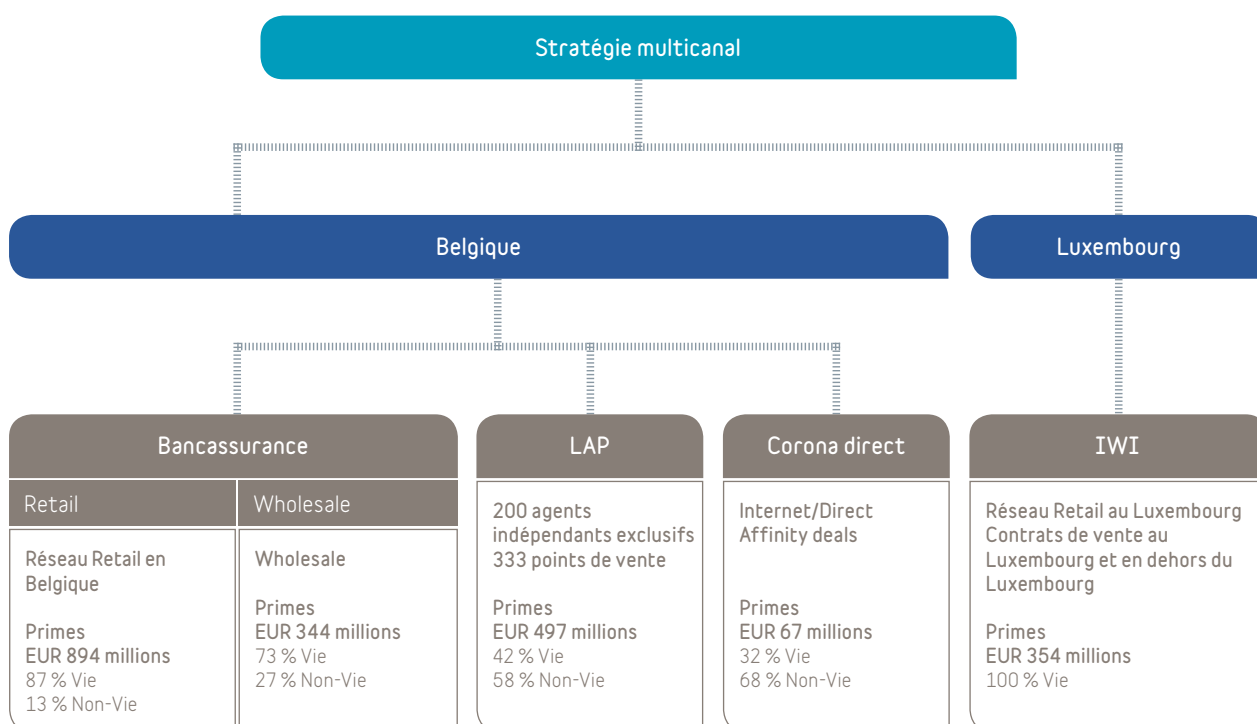 Stratégie multicanal
Belgique
Luxembourg
Bancassurance
Retail
Réseau Retail en
Belgique
Primes
EUR 894 millions
87 % Vie
13 % Non-Vie
Wholesale
Wholesale
Primes
EUR 344 millions
73 % Vie
27 % Non-Vie
LAP
200 agents
indépendants exclusifs
333 points de vente
Primes
EUR 497 millions
42 % Vie
58 % Non-Vie
Corona direct
Internet/Direct
Affinity deals
Primes
EUR 67 millions
32 % Vie
68 % Non-Vie
IWI
Réseau Retail au Luxembourg
Contrats de vente au
Luxembourg et en dehors du
Luxembourg
Primes
EUR 354 millions
100 % Vie